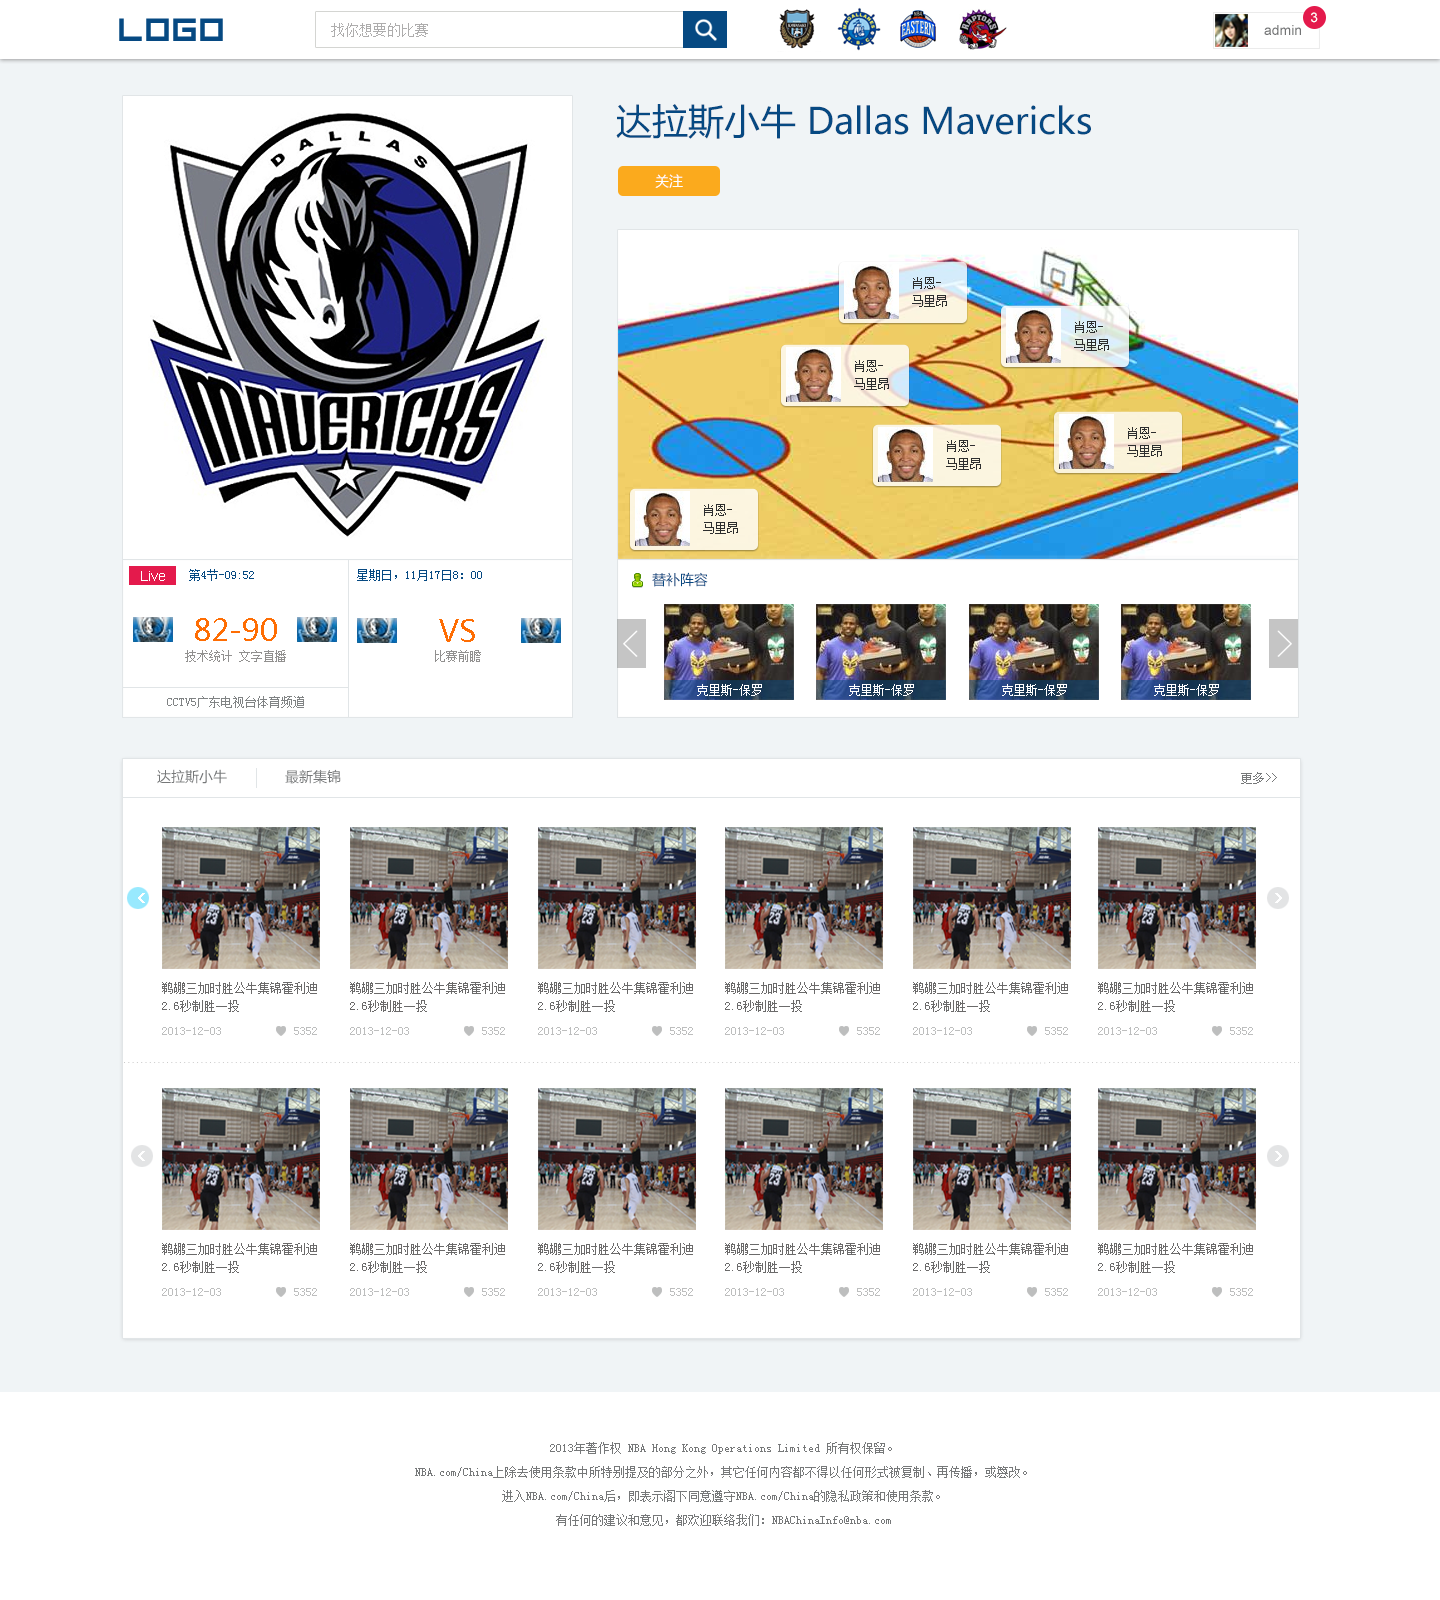 LOGO
找你想要的比赛
admin
3
DALLAS
MAVERICKS
达拉斯小牛 Dallas Mavericks
关注
肖恩-
马里昂
肖恩-
马里昂
肖恩-
马里昂
肖恩-
马里昂
肖恩-
马里昂
肖恩-
马里昂
Live 第4节-09:52
82-90
技术统计 文字直播
CCTV5广东电视台体育频道
星期日，11月17日8：00
VS
比赛前瞻
替补阵容
克里斯-保罗
克里斯-保罗
克里斯-保罗
克里斯-保罗
达拉斯小牛
最新集锦
更多>>
鹈鹕三加时胜公牛集锦霍利迪
2.6秒制胜一投
2013-12-03 5352
鹈鹕三加时胜公牛集锦霍利迪
2.6秒制胜一投
2013-12-03 5352
鹈鹕三加时胜公牛集锦霍利迪
2.6秒制胜一投
2013-12-03 5352
鹈鹕三加时胜公牛集锦霍利迪
2.6秒制胜一投
2013-12-03 5352
鹈鹕三加时胜公牛集锦霍利迪
2.6秒制胜一投
2013-12-03 5352
鹈鹕三加时胜公牛集锦霍利迪
2.6秒制胜一投
2013-12-03 5352
鹈鹕三加时胜公牛集锦霍利迪
2.6秒制胜一投
2013-12-03 5352
鹈鹕三加时胜公牛集锦霍利迪
2.6秒制胜一投
2013-12-03 5352
鹈鹕三加时胜公牛集锦霍利迪
2.6秒制胜一投
2013-12-03 5352
鹈鹕三加时胜公牛集锦霍利迪
2.6秒制胜一投
2013-12-03 5352
鹈鹕三加时胜公牛集锦霍利迪
2.6秒制胜一投
2013-12-03 5352
鹈鹕三加时胜公牛集锦霍利迪
2.6秒制胜一投
2013-12-03 5352
2013年著作权 NBA Hong Kong Operations Limited 所有权保留。
NBA.com/China上除去使用条款中所特别提及的部分之外，其它任何内容都不得以任何形式被复制、再传播，或篡改。
进入NBA.com/China后，即表示阁下同意遵守NBA.com/China的隐私政策和使用条款。
有任何的建议和意见，都欢迎联络我们：NBAChinaInfo@nba.com